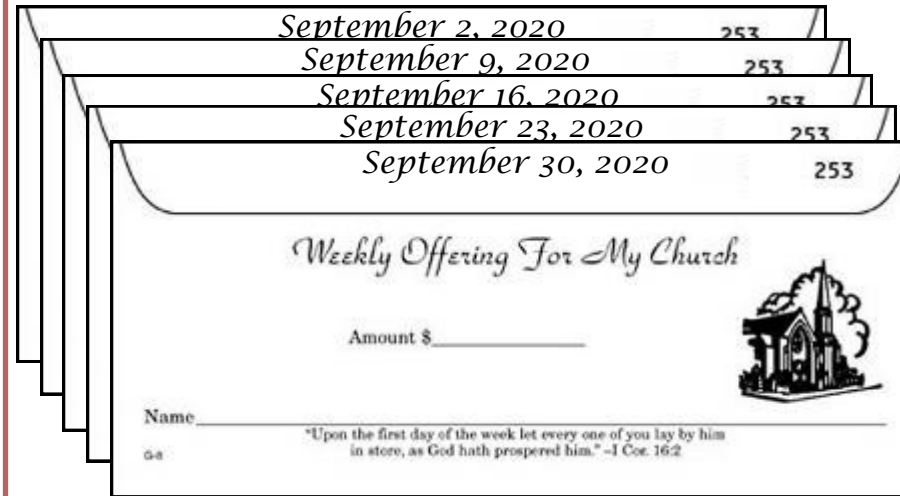 September 2, 2020 253
September 9, 2020 253
September 16, 2020 253
September 23, 2020 253
September 30, 2020 253
Weekly Offering For My Church
Amount $
Name
"Upon the first day of the week let every one of you lay by him
in store, as God hath prospered him." –I Cor. 16:2
G-8